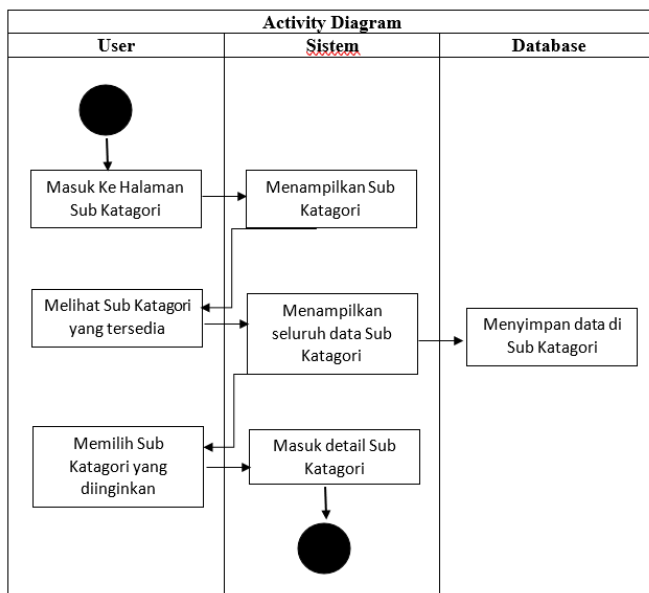 Activity Diagram
User
Sistem
Database
Masuk Ke Halaman
Sub Katagori
Menampilkan Sub
Katagori
Melihat Sub Katagori
yang tersedia
Menampilkan
seluruh data Sub
Katagori
Menyimpan data di
Sub Katagori
Memilih Sub
Katagori yang
diinginkan
Masuk detail Sub
Katagori